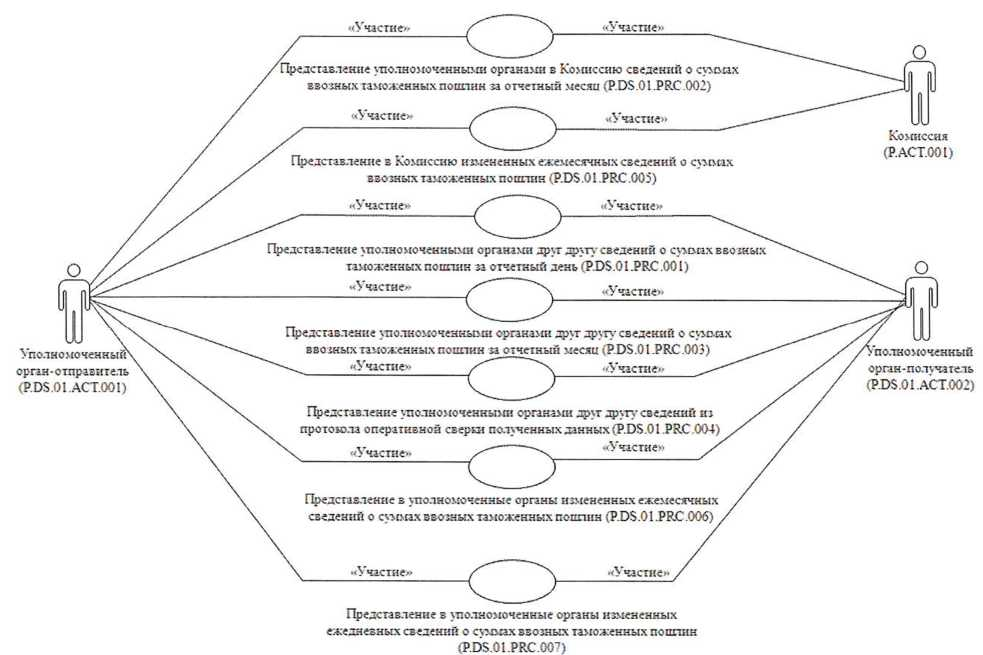 «Участие» «Участие»
Представление уполномоченными органами в Комиссию сведений о суммах
ввозных таможенных пошлин за отчетный месяц (P.DS.01.PRC.002)
«Участие» «Участие»
Комиссия
(P.ACT.001)
Представление в Комиссию измененных ежемесячных сведений о суммах
ввозных таможенных пошлин (P.DS.01.PRC.005)
«Участие» «Участие»
Представление уполномоченными органами друг другу сведений о суммах ввозных
таможенных пошлин за отчетный день (P.DS.01.PRC.001)
«Участие» «Участие»
Представление уполномоченными органами друг другу сведений о суммах
ввозных таможенных пошлин за отчетный месяц (P.DS.01.PRC.003)
Уполномоченный
орган-отправитель
(P.DS.01.ACT.001)
Уполномоченный
орган-получатель
(P.DS.01.ACT.002)
«Участие» «Участие»
Представление уполномоченными органами друг другу сведений из
протокола оперативной сверки полученных данных (P.DS.01.PRC.004)
«Участие» «Участие»
Представление в уполномоченные органы измененных ежемесячных
сведений о суммах ввозных таможенных пошлин (P.DS.01.PRC.006)
«Участие» «Участие»
Представление в уполномоченные органы измененных
ежедневных сведений о суммах ввозных таможенных пошлин
(P.DS.01.PRC.007)